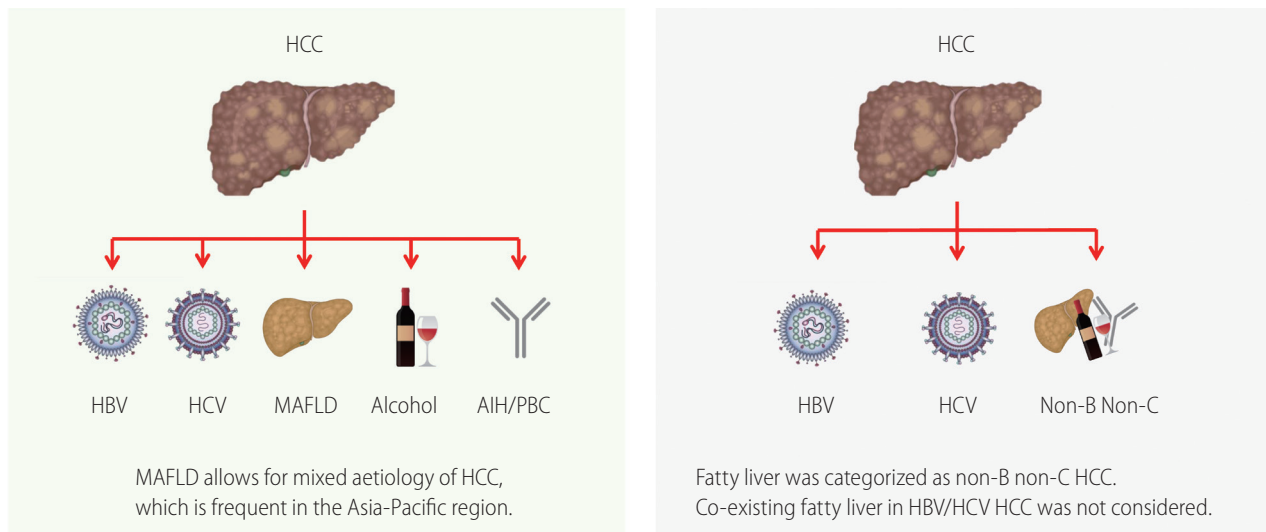 HCC
HBV
HCV
MAFLD
Alcohol
AIH/PBC
MAFLD allows for mixed aetiology of HCC,
which is frequent in the Asia-Pacific region.
HCC
HBV
HCV
Non-B Non-C
Fatty liver was categorized as non-B non-C HCC.
Co-existing fatty liver in HBV/HCV HCC was not considered.